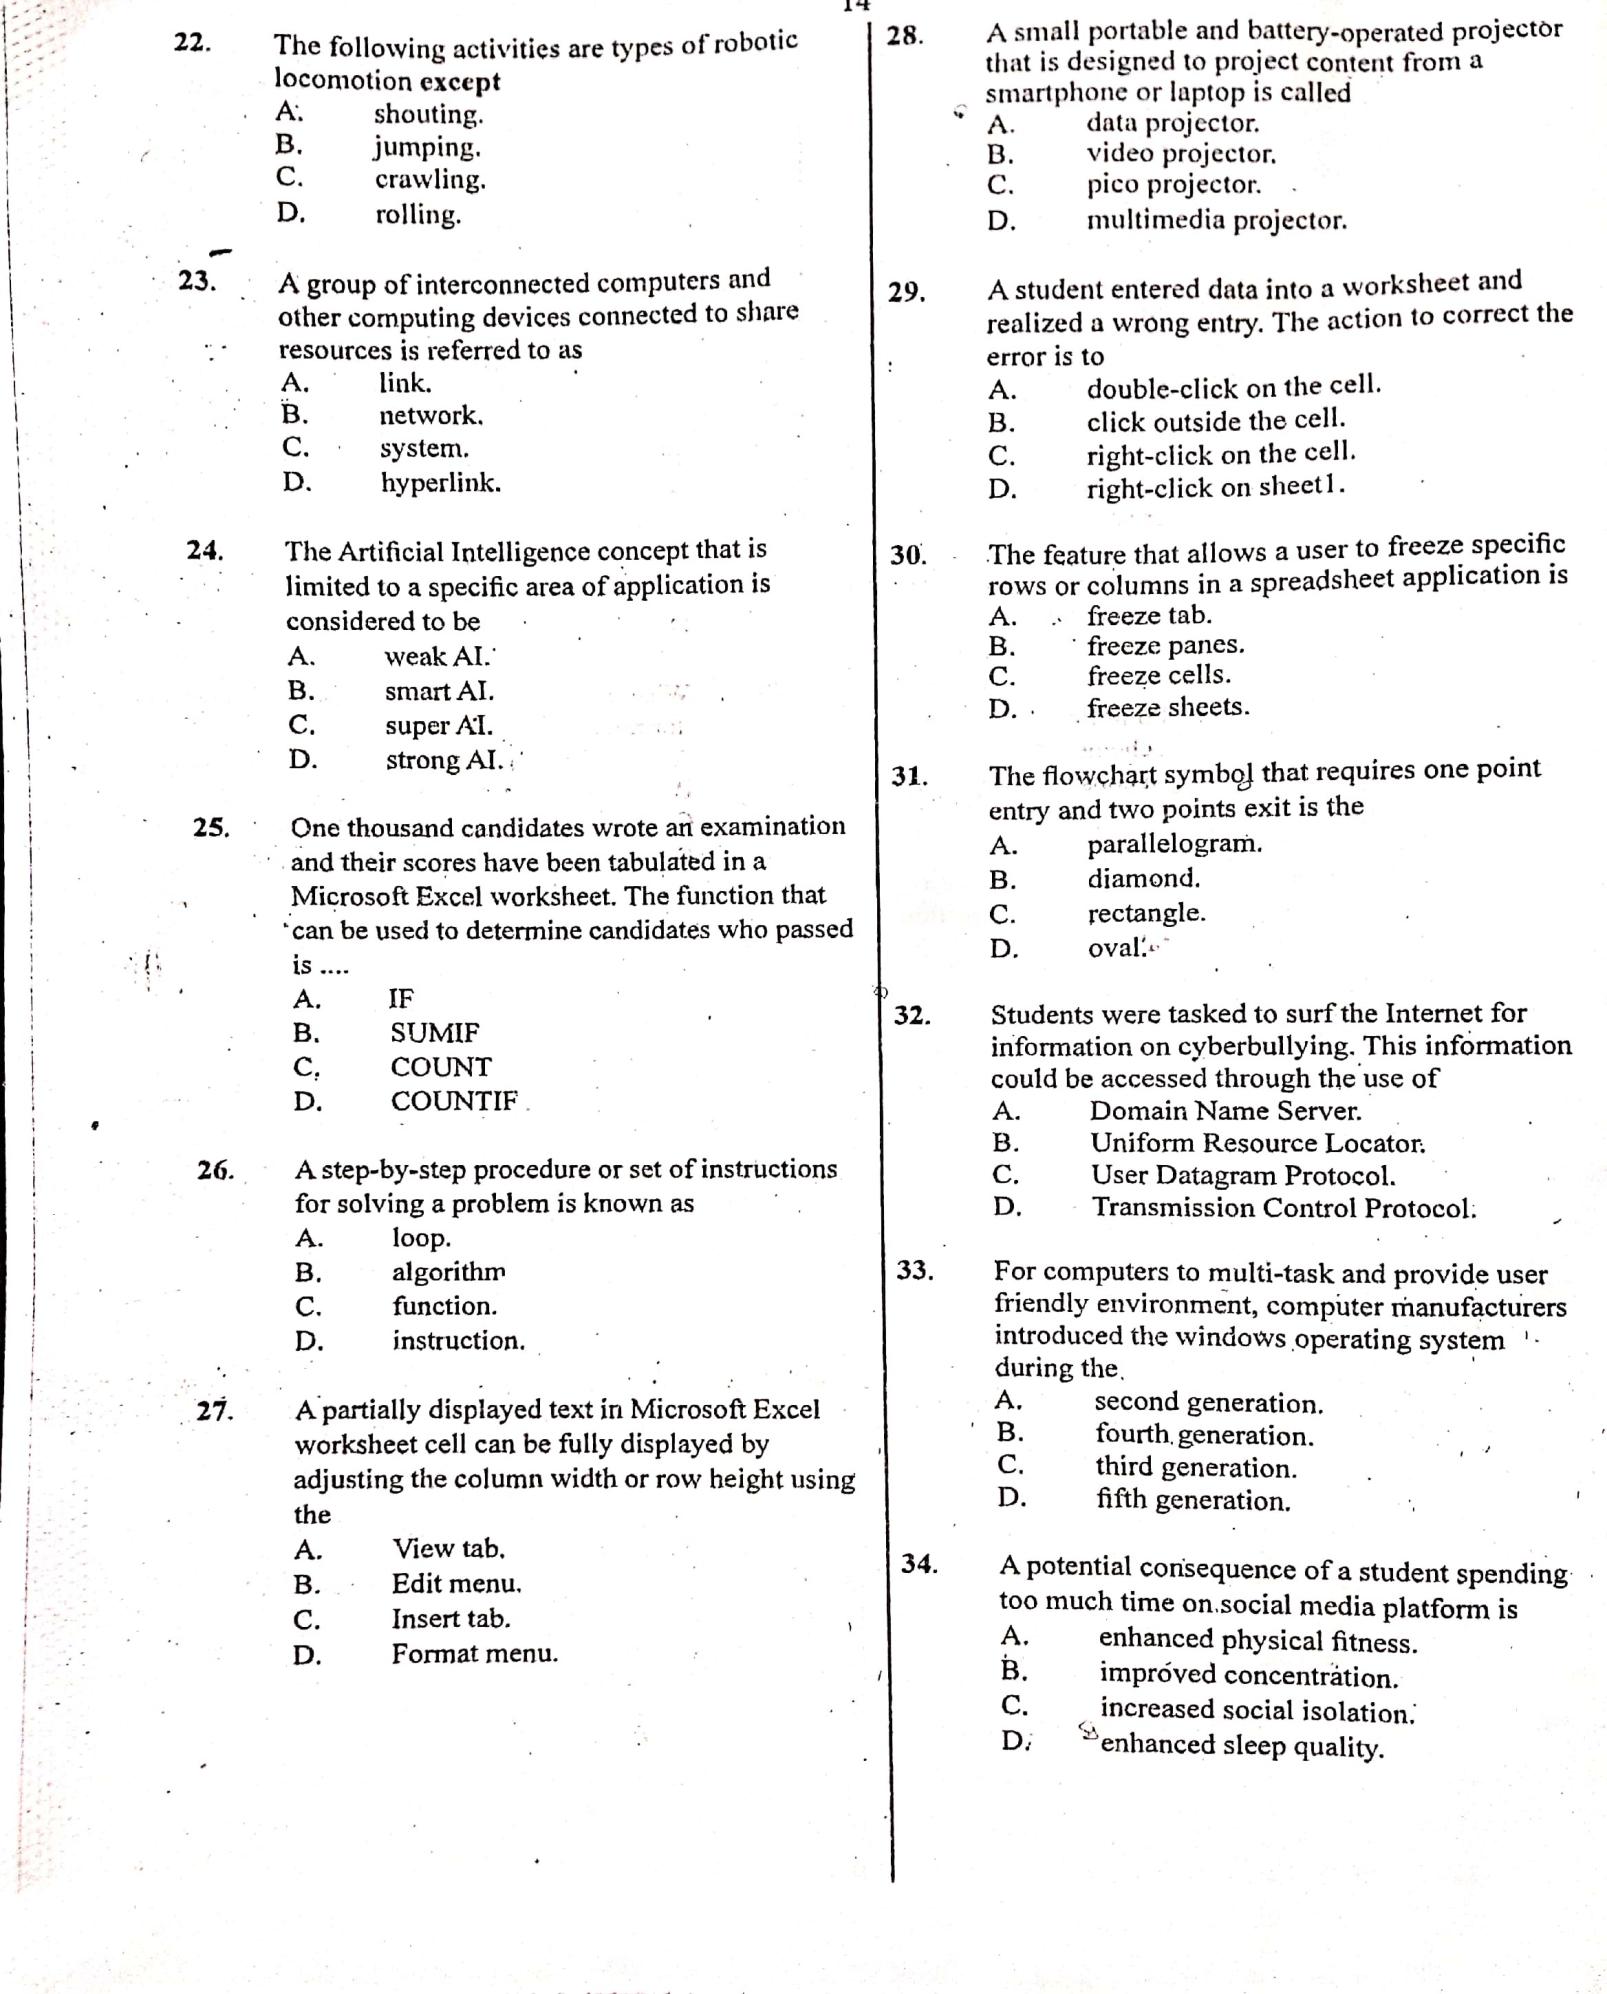 14
22. The following activities are types of robotic
locomotion except
A. shouting.
B. jumping.
C. crawling.
D. rolling.
23. A group of interconnected computers and
other computing devices connected to share
resources is referred to as
A. link.
B. network.
C. system.
D. hyperlink.
24. The Artificial Intelligence concept that is
limited to a specific area of application is
considered to be
A. weak AI.
B. smart AI.
C. super AI.
D. strong AI.
25. One thousand candidates wrote an examination
and their scores have been tabulated in a
Microsoft Excel worksheet. The function that
can be used to determine candidates who passed
is ....
A. IF
B. SUMIF
C. COUNT
D. COUNTIF
26. A step-by-step procedure or set of instructions
for solving a problem is known as
A. loop.
B. algorithm
C. function.
D. instruction.
27. A partially displayed text in Microsoft Excel
worksheet cell can be fully displayed by
adjusting the column width or row height using
the
A. View tab.
B. Edit menu.
C. Insert tab.
D. Format menu.
28. A small portable and battery-operated projector
that is designed to project content from a
smartphone or laptop is called
A. data projector.
B. video projector.
C. pico projector.
D. multimedia projector.
29. A student entered data into a worksheet and
realized a wrong entry. The action to correct the
error is to
A. double-click on the cell.
B. click outside the cell.
C. right-click on the cell.
D. right-click on sheet1.
30. The feature that allows a user to freeze specific
rows or columns in a spreadsheet application is
A. freeze tab.
B. freeze panes.
C. freeze cells.
D. freeze sheets.
31. The flowchart symbol that requires one point
entry and two points exit is the
A. parallelogram.
B. diamond.
C. rectangle.
D. oval.
32. Students were tasked to surf the Internet for
information on cyberbullying. This information
could be accessed through the use of
A. Domain Name Server.
B. Uniform Resource Locator.
C. User Datagram Protocol.
D. Transmission Control Protocol.
33. For computers to multi-task and provide user
friendly environment, computer manufacturers
introduced the windows operating system
during the
A. second generation.
B. fourth generation.
C. third generation.
D. fifth generation.
34. A potential consequence of a student spending
too much time on social media platform is
A. enhanced physical fitness.
B. improved concentration.
C. increased social isolation.
D. enhanced sleep quality.